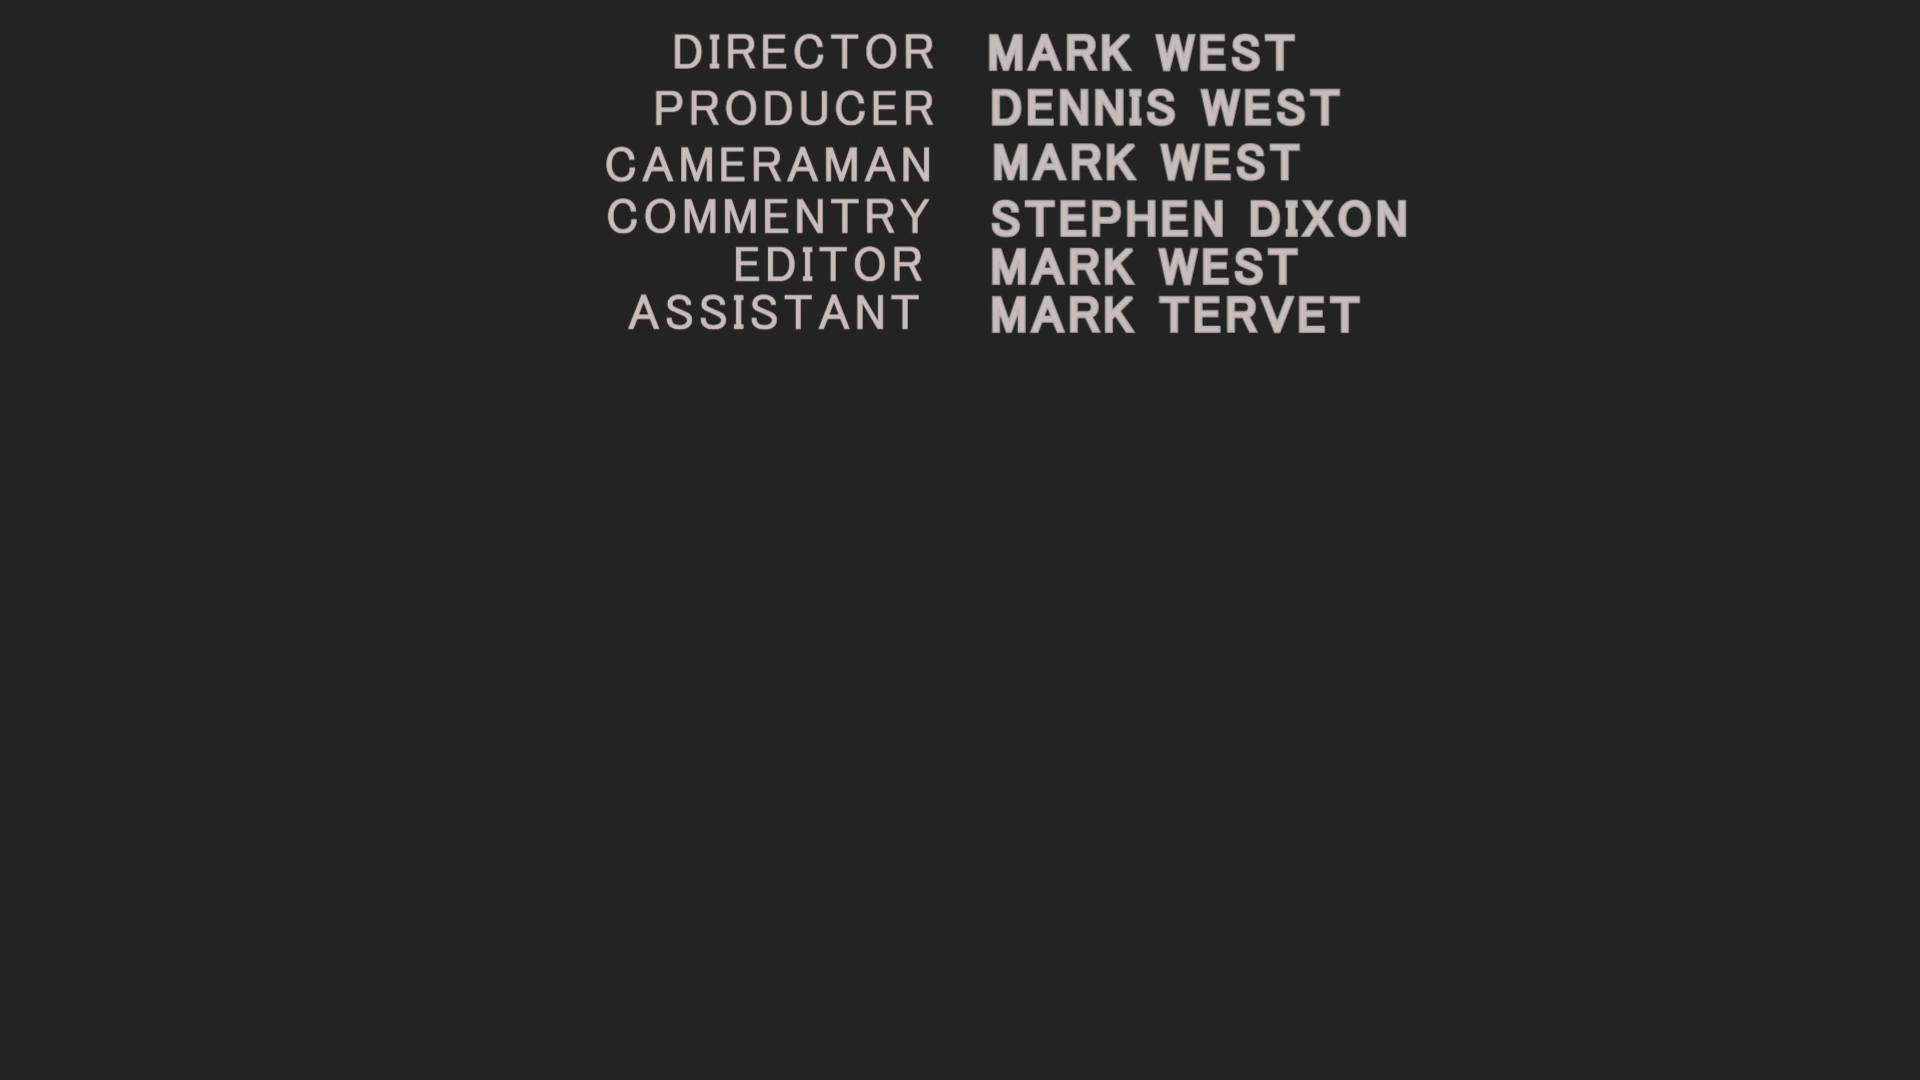 DIRECTOR MARK WEST
PRODUCER DENNIS WEST
CAMERAMAN MARK WEST
COMMENTRY STEPHEN DIXON
EDITOR MARK WEST
ASSISTANT MARK TERVET